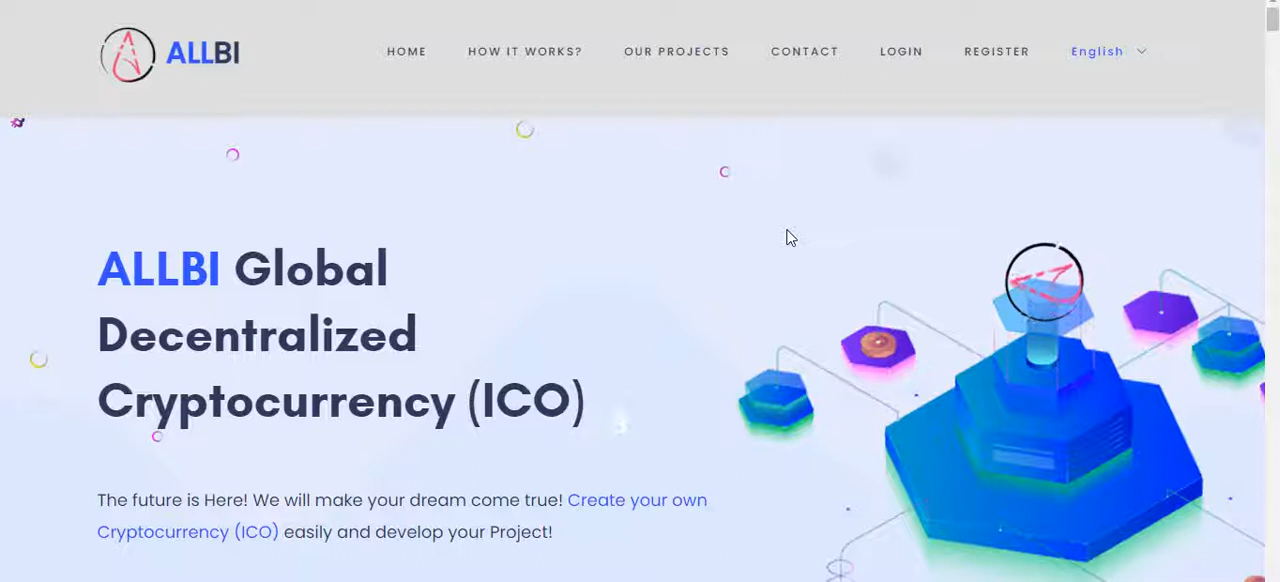 ALLBI
HOME
HOW IT WORKS?
OUR PROJECTS
CONTACT
LOGIN
REGISTER
English
ALLBI Global
Decentralized
Cryptocurrency (ICO)
The future is Here! We will make your dream come true! Create your own
Cryptocurrency (ICO) easily and develop your Project!